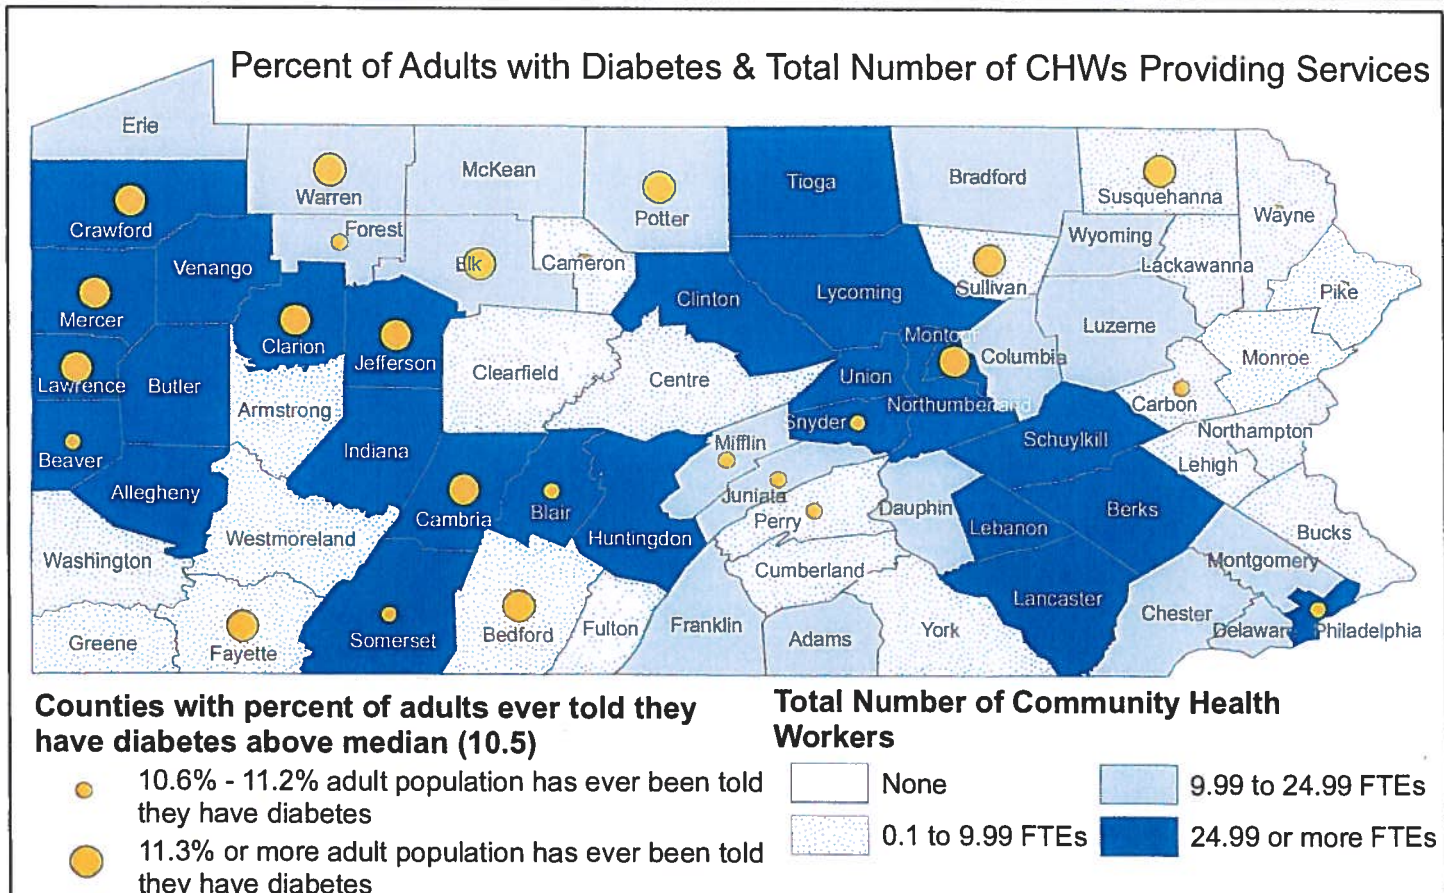 Percent of Adults with Diabetes & Total Number of CHWs Providing Services
Erie
Warren
McKean
Potter
Tioga
Bradford
Susquehanna
Wayne
Crawford
Forest
Wyoming
Venango
Elk
Cameron
Lackawanna
Sullivan
Pike
Mercer
Clinton
Lycoming
Luzerne
Clarion
Jefferson
Montour
Columbia
Monroe
Lawrence
Butler
Clearfield
Centre
Union
Armstrong
Northumberland
Carbon
Snyder
Northampton
Beaver
Indiana
Mifflin
Schuylkill
Lehigh
Allegheny
Juniata
Cambria
Blair
Perry
Dauphin
Lebanon
Berks
Huntingdon
Bucks
Washington
Westmoreland
Cumberland
Montgomery
Lancaster
Chester
Greene
Fayette
Somerset
Bedford
Fulton
Franklin
Adams
York
Delaware
Philadelphia
Counties with percent of adults ever told they
have diabetes above median (10.5)
10.6% - 11.2% adult population has ever been told
they have diabetes
11.3% or more adult population has ever been told
they have diabetes
Total Number of Community Health
Workers
None
0.1 to 9.99 FTEs
9.99 to 24.99 FTEs
24.99 or more FTEs